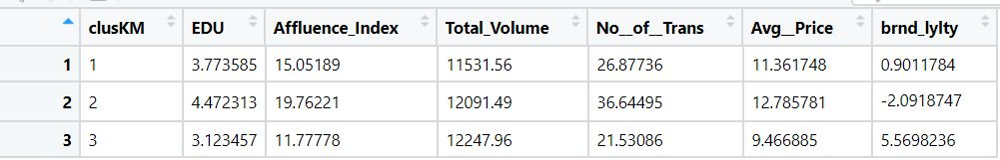 clusKM EDU Affluence_Index Total_Volume No__of__Trans Avg__Price brnd_lylty
1 1 3.773585 15.05189 11531.56 26.87736 11.361748 0.9011784
2 2 4.472313 19.76221 12091.49 36.64495 12.785781 -2.0918747
3 3 3.123457 11.77778 12247.96 21.53086 9.466885 5.5698236